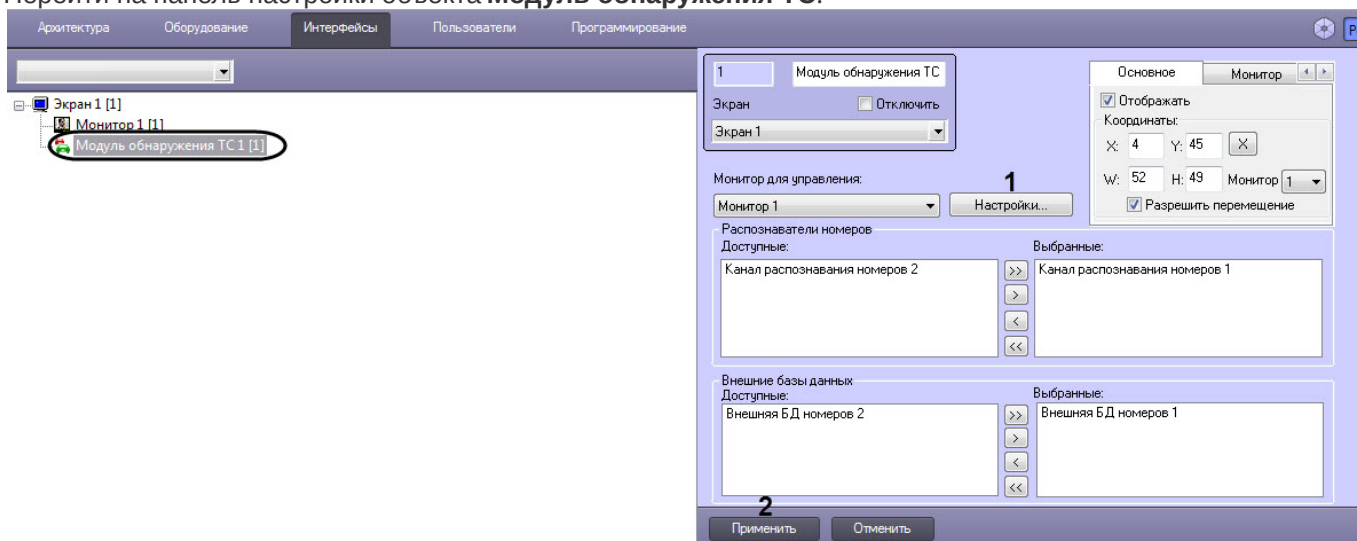 Перейти на панель настройки объекта Модуль обнаружения ТС.
Архитектура Оборудование Интерфейсы Пользователи Программирование
Экран 1 [1]
Монитор 1 [1]
Модуль обнаружения ТС 1 [1]
1 Модуль обнаружения ТС
Экран Отключить
Экран 1
Основное Монитор
Отображать
Координаты:
X: 4 Y: 45 X
W: 52 H: 49 Монитор 1
Разрешить перемещение
Монитор для управления:
1
Монитор 1 Настройки...
Распознаватели номеров
Доступные: Выбранные:
Канал распознавания номеров 2 >> Канал распознавания номеров 1
>
<
<<
Внешние базы данных
Доступные: Выбранные:
Внешняя БД номеров 2 >> Внешняя БД номеров 1
>
<
<<
2
Применить Отменить